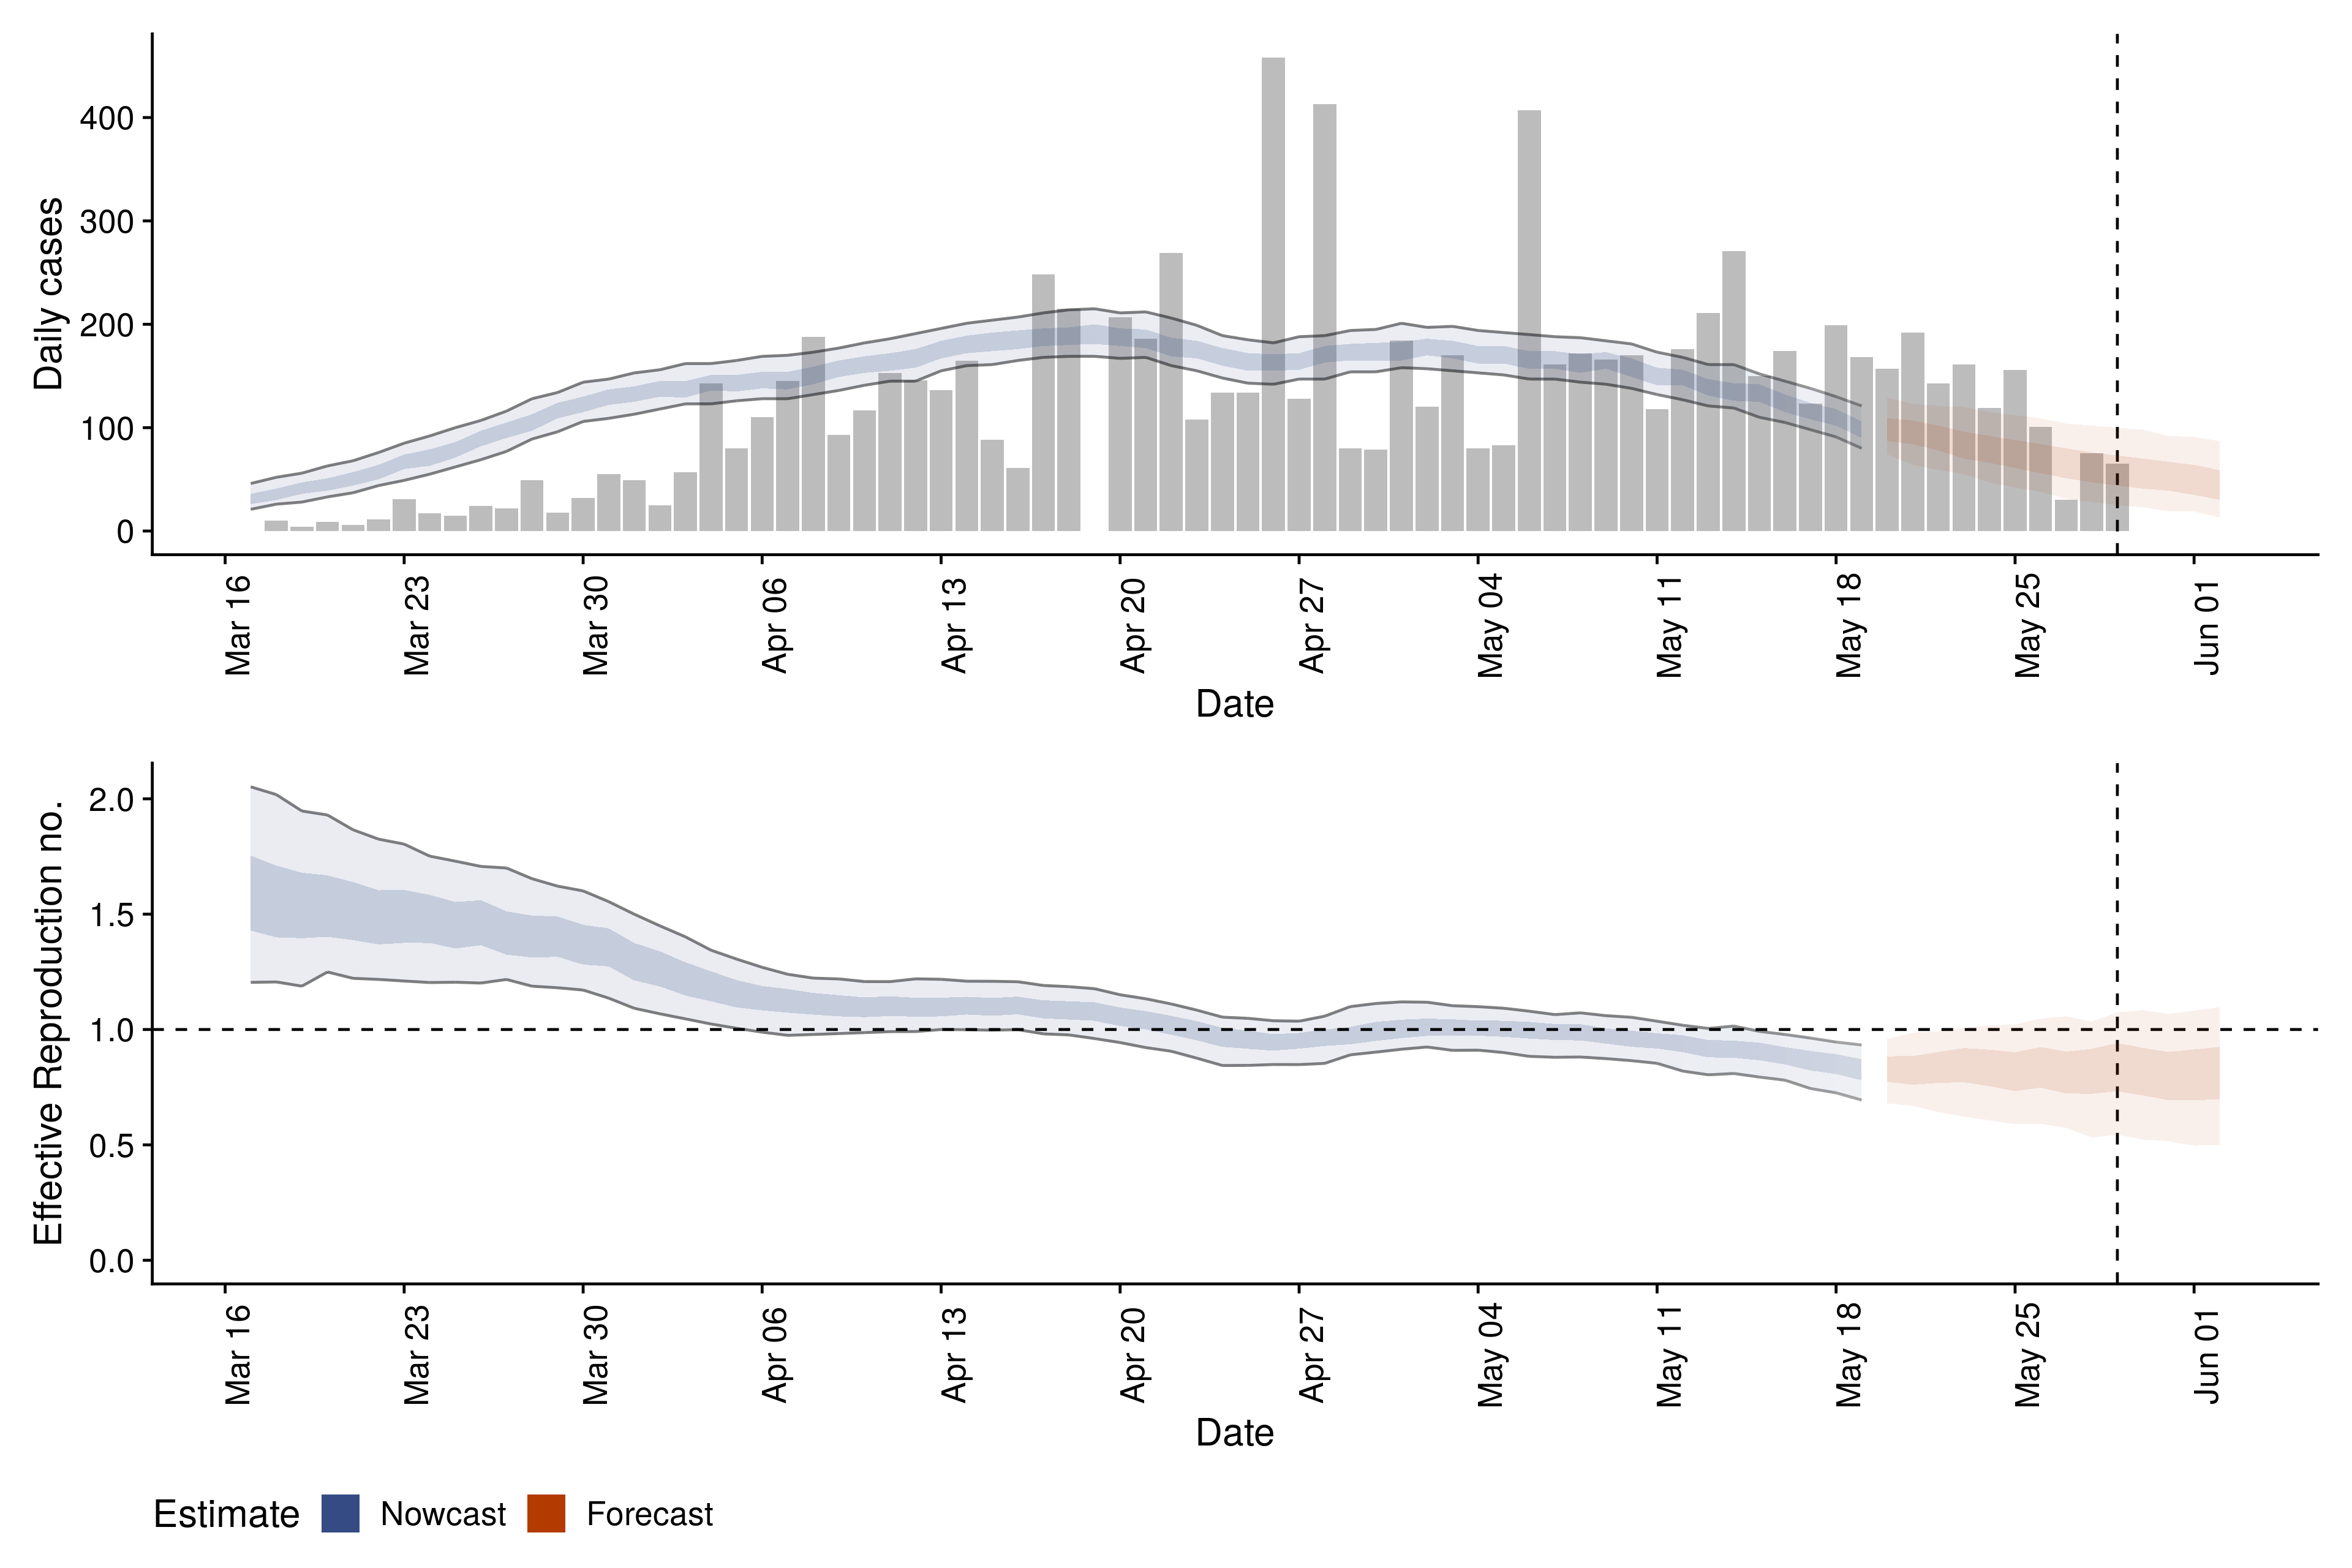 Daily cases
400
300
200
100
0
Mar 16
Mar 23
Mar 30
Apr 06
Apr 13
Apr 20
Apr 27
May 04
May 11
May 18
May 25
Jun 01
Date
Effective Reproduction no.
2.0
1.5
1.0
0.5
0.0
Mar 16
Mar 23
Mar 30
Apr 06
Apr 13
Apr 20
Apr 27
May 04
May 11
May 18
May 25
Jun 01
Date
Estimate Nowcast Forecast